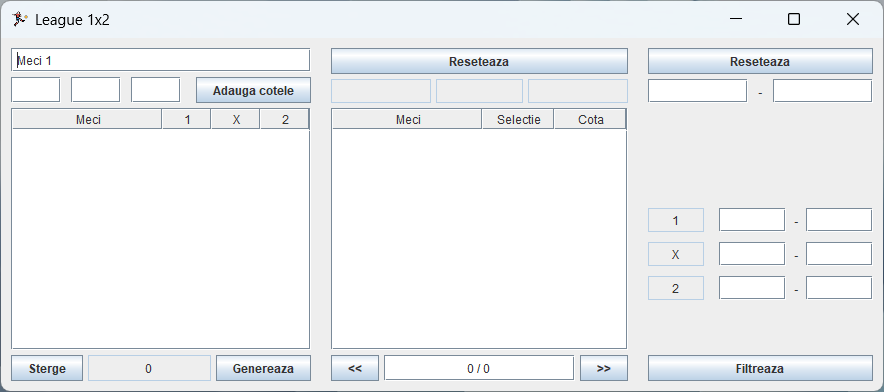 League 1x2
Meci 1
Adauga cotele
Meci 1 X 2
Sterge 0 Genereaza
Reseteaza
Meci Selectie Cota
<< 0 / 0 >>
Reseteaza
-
1 -
X -
2 -
Filtreaza